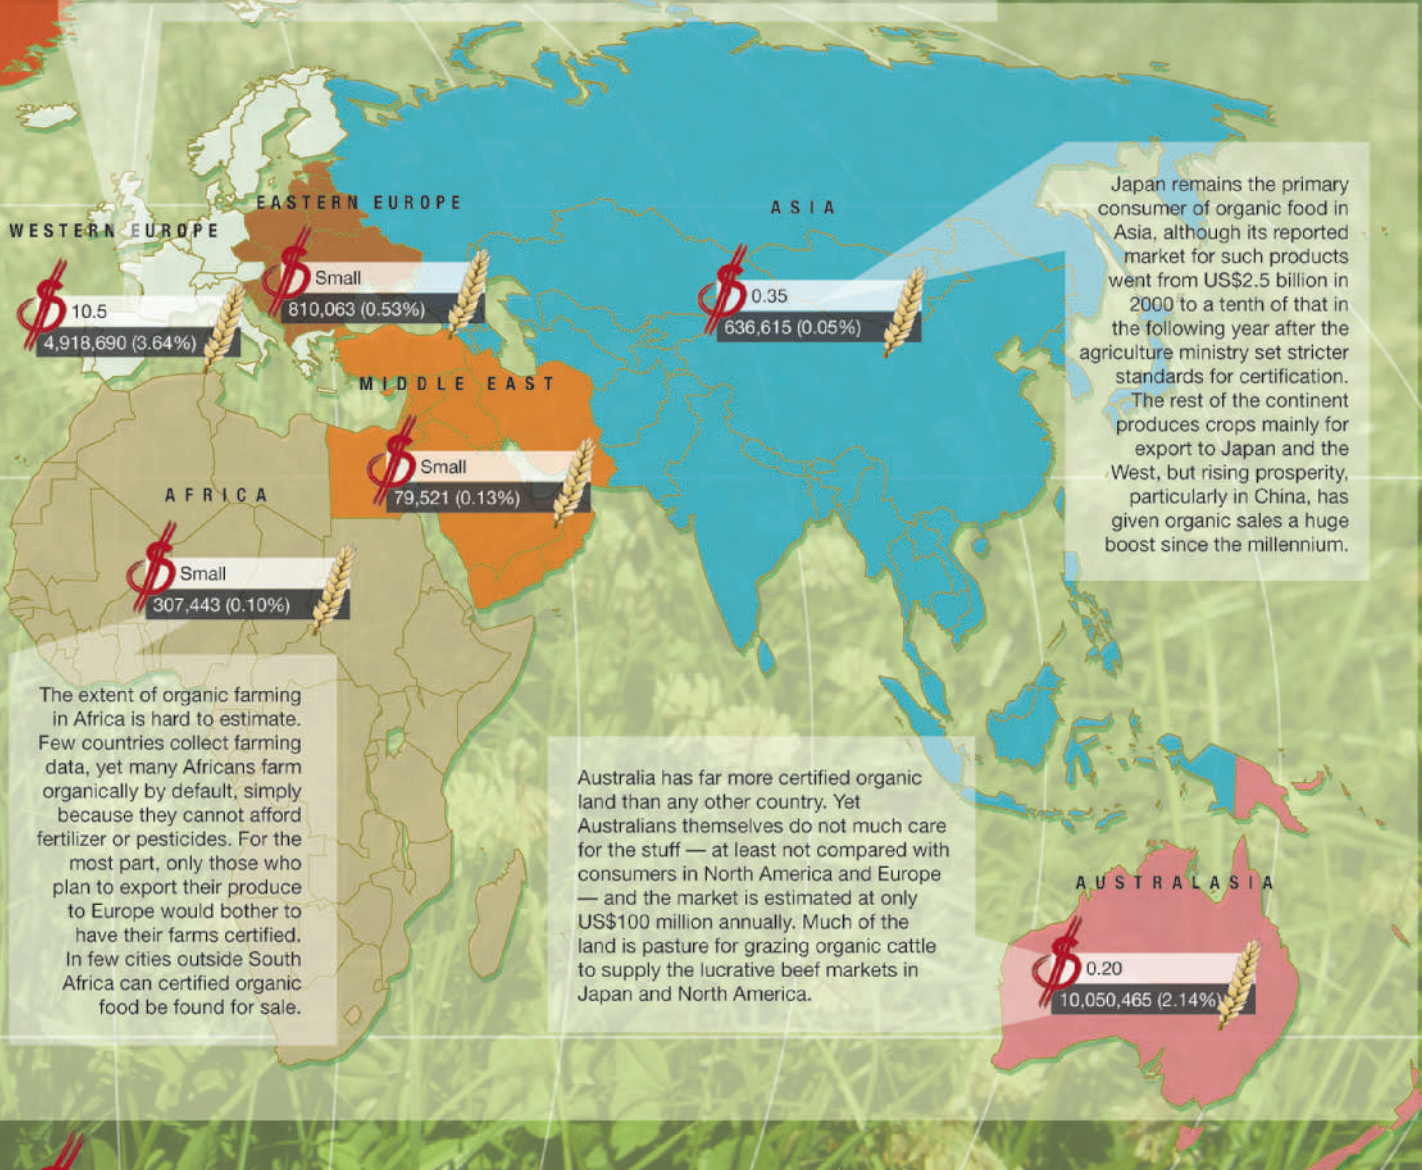 EASTERN EUROPE
WESTERN EUROPE
ASIA
Small
810,063 (0.53%)
10.5
4,918,690 (3.64%)
0.35
636,615 (0.05%)
Japan remains the primary
consumer of organic food in
Asia, although its reported
market for such products
went from US$2.5 billion in
2000 to a tenth of that in
the following year after the
agriculture ministry set stricter
standards for certification.
The rest of the continent
produces crops mainly for
export to Japan and the
West, but rising prosperity,
particularly in China, has
given organic sales a huge
boost since the millennium.
MIDDLE EAST
Small
79,521 (0.13%)
AFRICA
Small
307,443 (0.10%)
The extent of organic farming
in Africa is hard to estimate.
Few countries collect farming
data, yet many Africans farm
organically by default, simply
because they cannot afford
fertilizer or pesticides. For the
most part, only those who
plan to export their produce
to Europe would bother to
have their farms certified.
In few cities outside South
Africa can certified organic
food be found for sale.
Australia has far more certified organic
land than any other country. Yet
Australians themselves do not much care
for the stuff — at least not compared with
consumers in North America and Europe
— and the market is estimated at only
US$100 million annually. Much of the
land is pasture for grazing organic cattle
to supply the lucrative beef markets in
Japan and North America.
AUSTRALASIA
0.20
10,050,465 (2.14%)